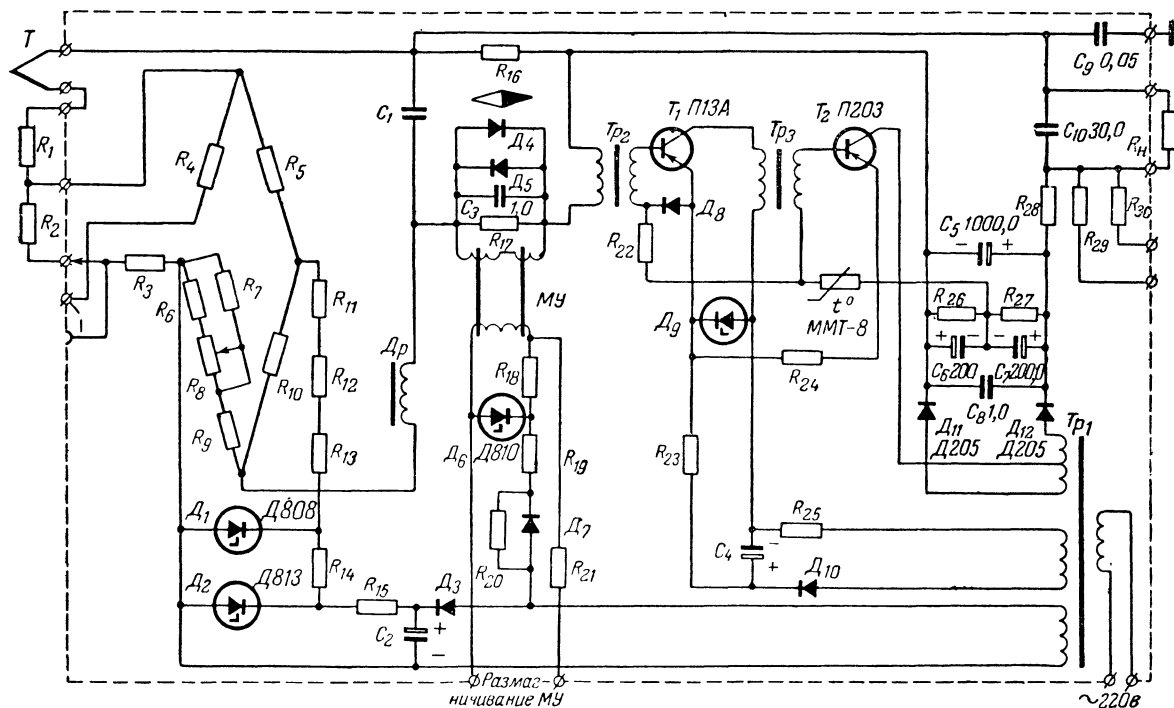 T
R1
R2
R3
R4
R5
R6
R7
R8
R9
R10
R11
R12
R13
R14
R15
R16
C1
Др
Д4
Д5
C3 1,0
R17
МУ
Тр2
T1 П13А
Тр3
T2 П203
Д8
R22
Д9
t°
ММТ-8
R24
R23
C9 0,05
C10 30,0
Rн
R28
R29
R30
C5 1000,0
− +
R26
R27
− +
− +
C6 200
C7 200,0
C8 1,0
Д11
Д205
Д12
Д205
Тр1
R18
Д6
Д810
R19
R20
Д7
R21
Д1
Д808
Д2
Д813
Д3
C2
+
−
R25
C4
−
+
Д10
Размаг-
ничивание МУ
~220в